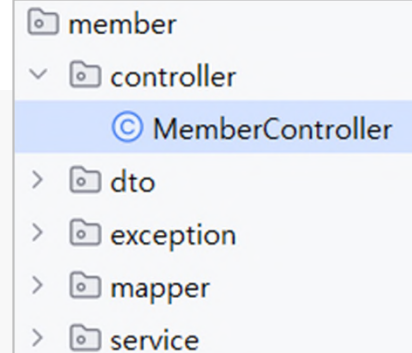 member
controller
MemberController
dto
exception
mapper
service